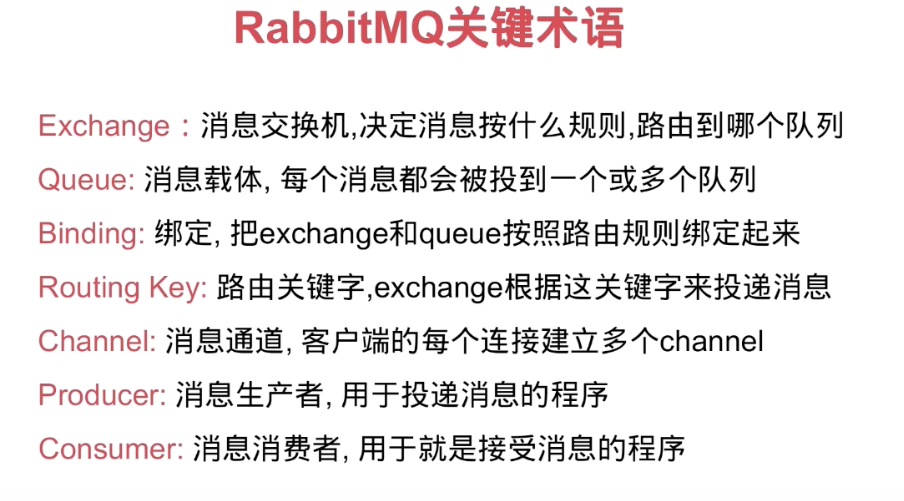 RabbitMQ关键术语
Exchange：消息交换机,决定消息按什么规则,路由到哪个队列
Queue: 消息载体, 每个消息都会被投到一个或多个队列
Binding: 绑定, 把exchange和queue按照路由规则绑定起来
Routing Key: 路由关键字,exchange根据这关键字来投递消息
Channel: 消息通道, 客户端的每个连接建立多个channel
Producer: 消息生产者, 用于投递消息的程序
Consumer: 消息消费者, 用于就是接受消息的程序